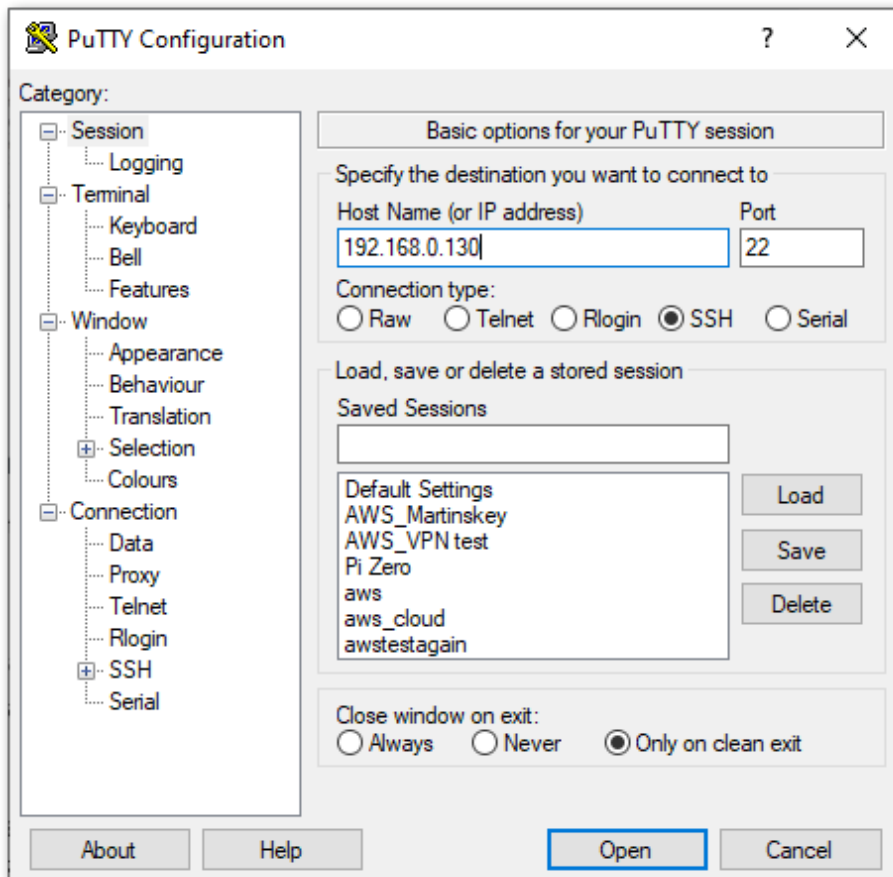 PuTTY Configuration ? ×
Category:
Session
Logging
Terminal
Keyboard
Bell
Features
Window
Appearance
Behaviour
Translation
Selection
Colours
Connection
Data
Proxy
Telnet
Rlogin
SSH
Serial
Basic options for your PuTTY session
Specify the destination you want to connect to
Host Name (or IP address) Port
192.168.0.130 22
Connection type:
Raw Telnet Rlogin SSH Serial
Load, save or delete a stored session
Saved Sessions
Default Settings
AWS_Martinskey
AWS_VPN test
Pi Zero
aws
aws_cloud
awstestagain
Load
Save
Delete
Close window on exit:
Always Never Only on clean exit
About Help Open Cancel